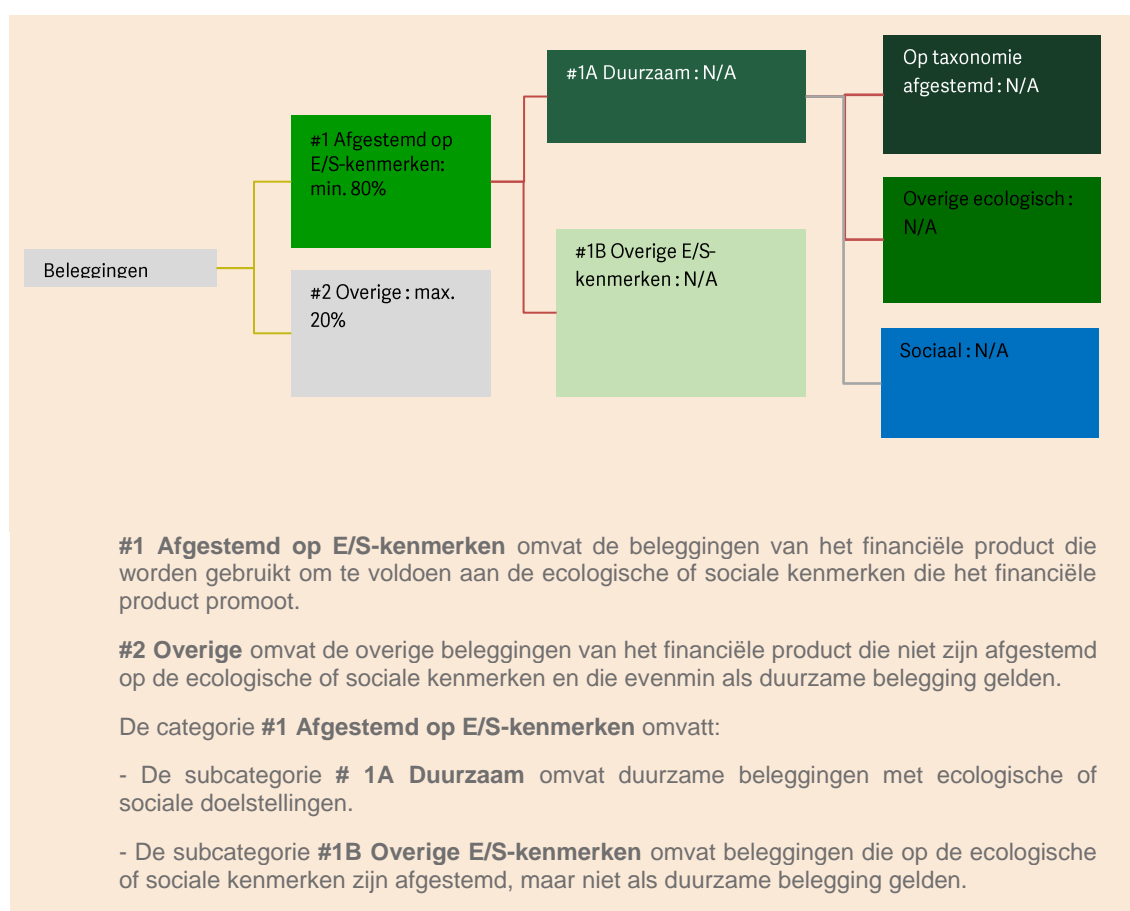 Beleggingen
#1 Afgestemd op
E/S-kenmerken:
min. 80%
#2 Overige : max.
20%
#1A Duurzaam : N/A
#1B Overige E/S-
kenmerken : N/A
Op taxonomie
afgestemd : N/A
Overige ecologisch :
N/A
Sociaal : N/A
#1 Afgestemd op E/S-kenmerken omvat de beleggingen van het financiële product die
worden gebruikt om te voldoen aan de ecologische of sociale kenmerken die het financiële
product promoot.
#2 Overige omvat de overige beleggingen van het financiële product die niet zijn afgestemd
op de ecologische of sociale kenmerken en die evenmin als duurzame belegging gelden.
De categorie #1 Afgestemd op E/S-kenmerken omvatt:
- De subcategorie # 1A Duurzaam omvat duurzame beleggingen met ecologische of
sociale doelstellingen.
- De subcategorie #1B Overige E/S-kenmerken omvat beleggingen die op de ecologische
of sociale kenmerken zijn afgestemd, maar niet als duurzame belegging gelden.